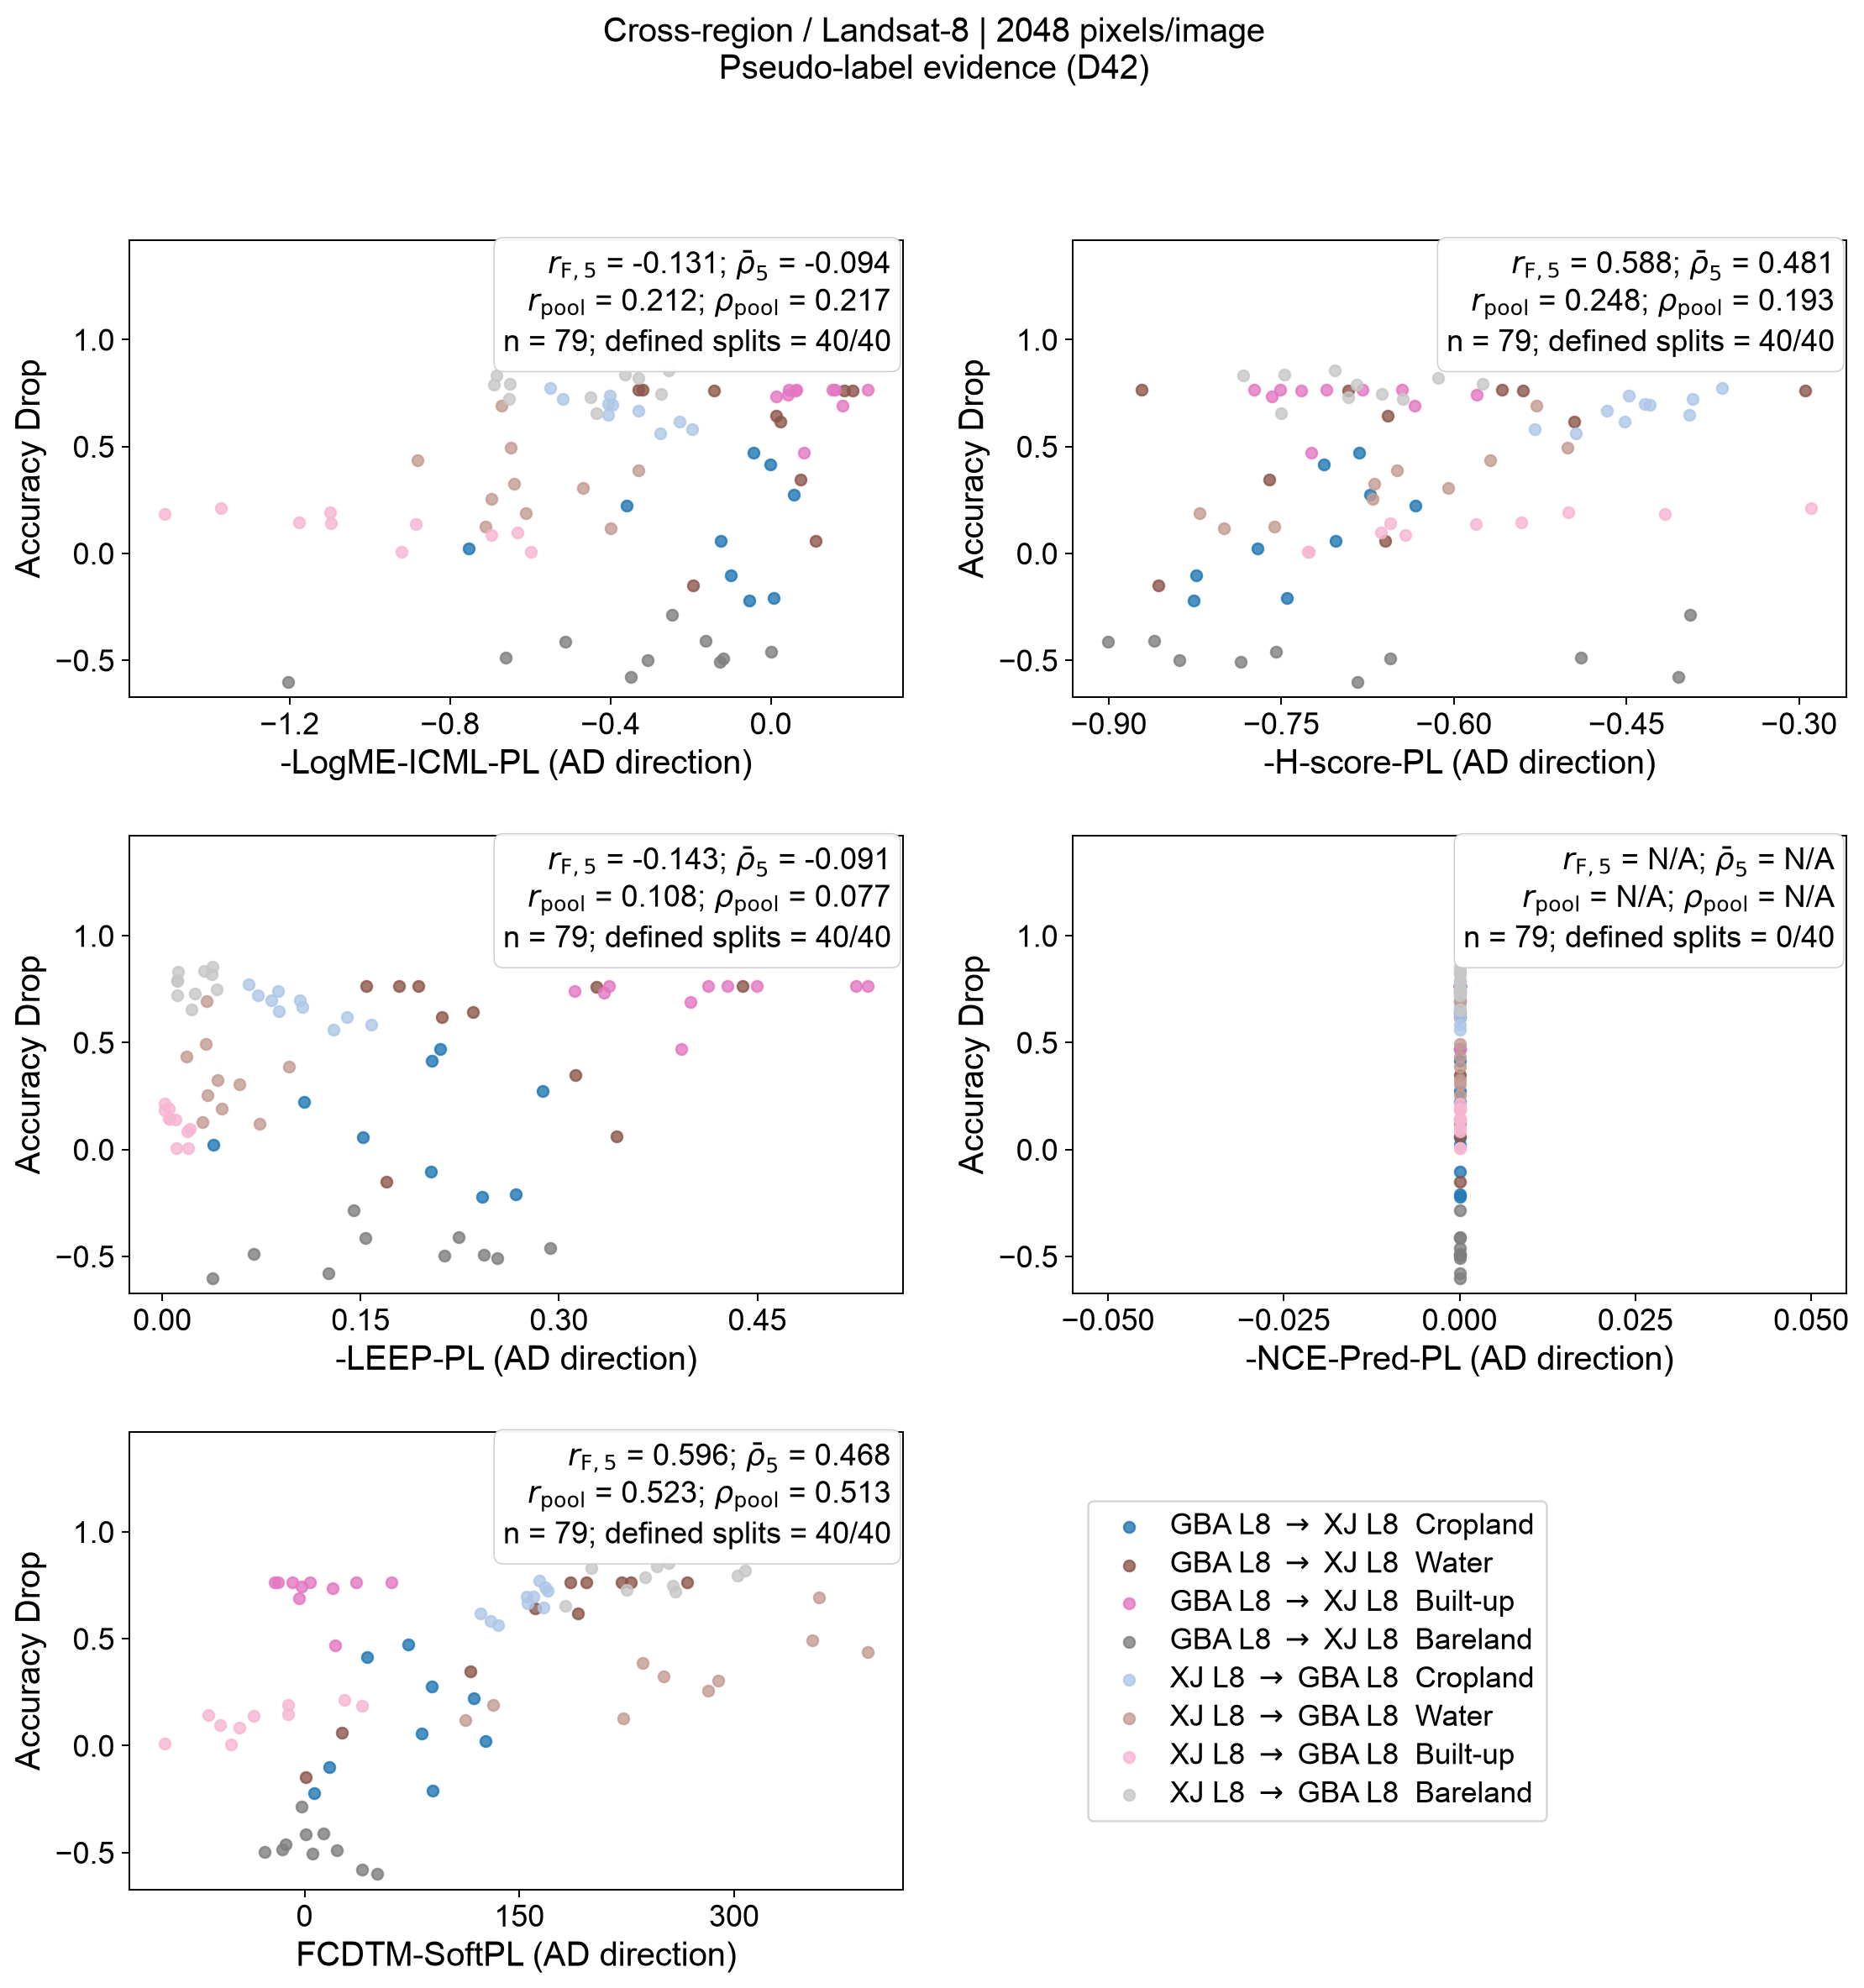 Cross-region / Landsat-8 | 2048 pixels/image
Pseudo-label evidence (D42)
r_F, 5 = -0.131; ρ̄_5 = -0.094
r_pool = 0.212; ρ_pool = 0.217
n = 79; defined splits = 40/40
Accuracy Drop
1.0
0.5
0.0
−0.5
−1.2
−0.8
−0.4
0.0
-LogME-ICML-PL (AD direction)
r_F, 5 = 0.588; ρ̄_5 = 0.481
r_pool = 0.248; ρ_pool = 0.193
n = 79; defined splits = 40/40
Accuracy Drop
1.0
0.5
0.0
−0.5
−0.90
−0.75
−0.60
−0.45
−0.30
-H-score-PL (AD direction)
r_F, 5 = -0.143; ρ̄_5 = -0.091
r_pool = 0.108; ρ_pool = 0.077
n = 79; defined splits = 40/40
Accuracy Drop
1.0
0.5
0.0
−0.5
0.00
0.15
0.30
0.45
-LEEP-PL (AD direction)
r_F, 5 = N/A; ρ̄_5 = N/A
r_pool = N/A; ρ_pool = N/A
n = 79; defined splits = 0/40
Accuracy Drop
1.0
0.5
0.0
−0.5
−0.050
−0.025
0.000
0.025
0.050
-NCE-Pred-PL (AD direction)
r_F, 5 = 0.596; ρ̄_5 = 0.468
r_pool = 0.523; ρ_pool = 0.513
n = 79; defined splits = 40/40
Accuracy Drop
1.0
0.5
0.0
−0.5
0
150
300
FCDTM-SoftPL (AD direction)
GBA L8 → XJ L8 Cropland
GBA L8 → XJ L8 Water
GBA L8 → XJ L8 Built-up
GBA L8 → XJ L8 Bareland
XJ L8 → GBA L8 Cropland
XJ L8 → GBA L8 Water
XJ L8 → GBA L8 Built-up
XJ L8 → GBA L8 Bareland